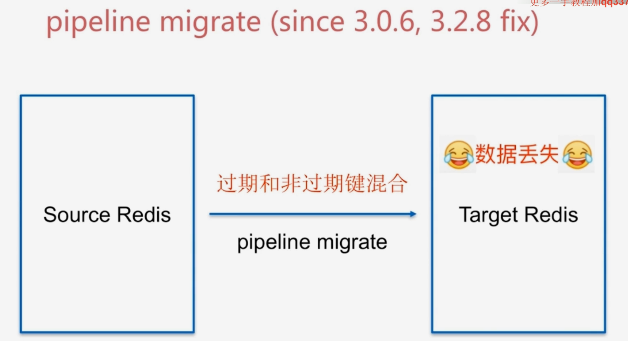 pipeline migrate (since 3.0.6, 3.2.8 fix)
Source Redis
过期和非过期键混合
pipeline migrate
数据丢失
Target Redis